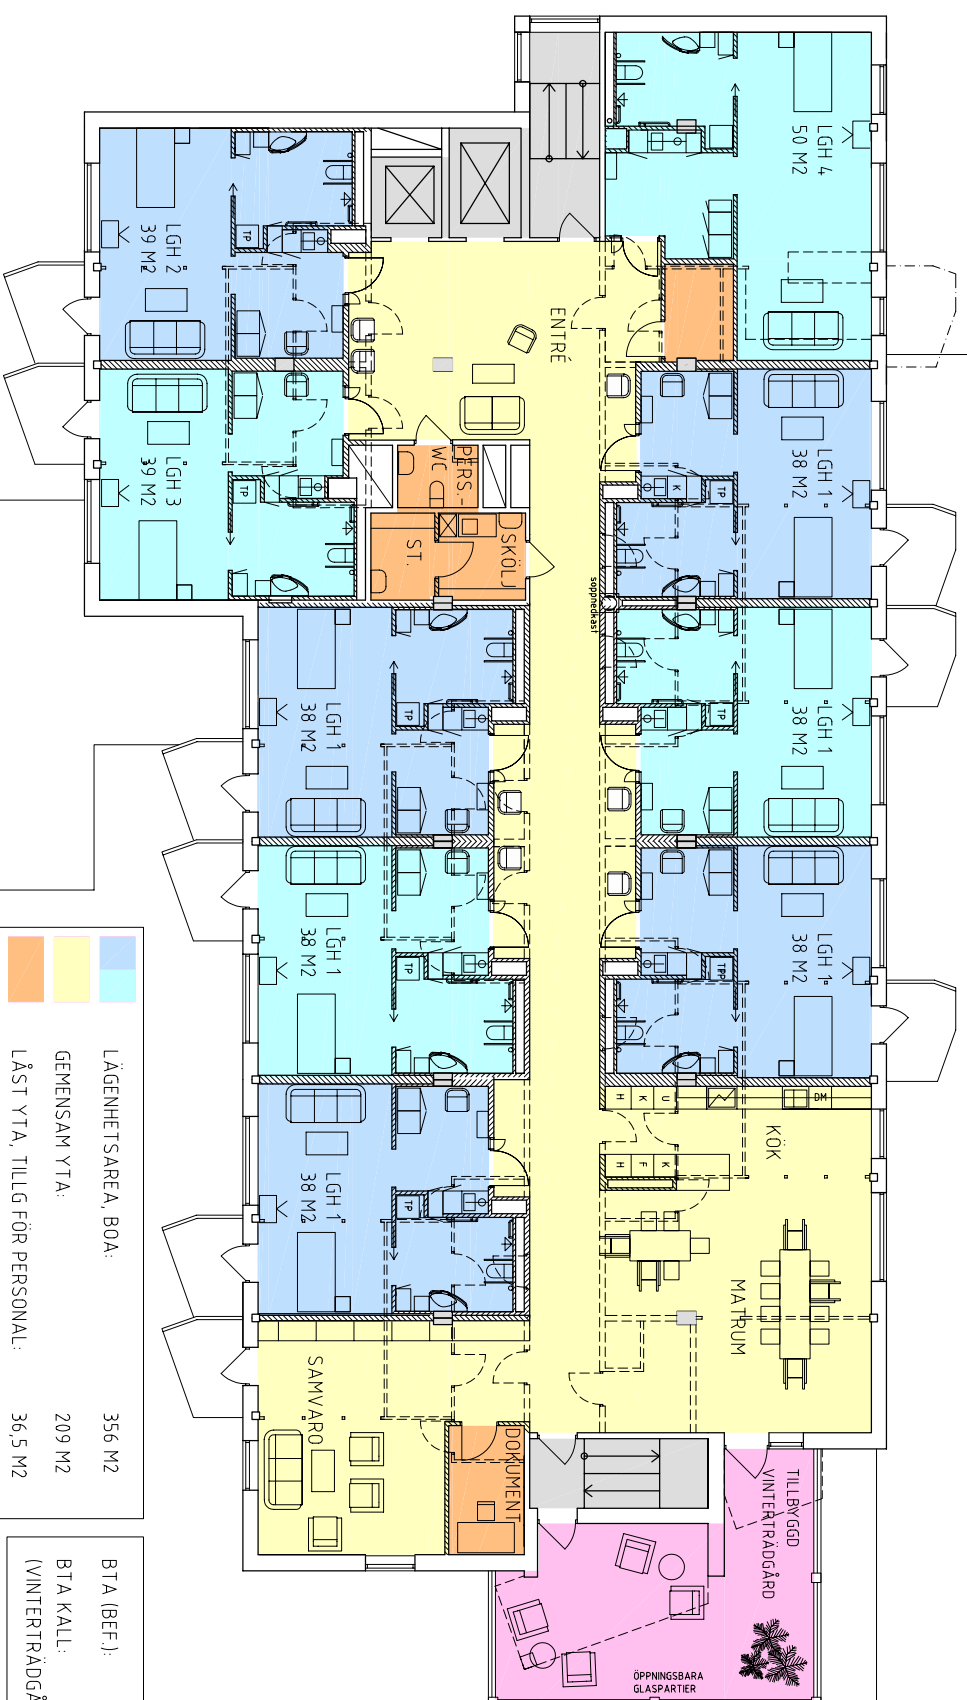 LGH 4
50 M2
LGH 2
39 M2
TP
ENTRÉ
LGH 3
39 M2
TP
PERS.
WC
SKÖLJ
ST.
LGH 1
38 M2
K
TP
soppnedkast
LGH 1
38 M2
TP
LGH 1
38 M2
TP
LGH 1
38 M2
TP
LGH 1
38 M2
LGH 1
38 M2
TP
H K U
DM
H F K
KÖK
MATRUM
SAMVARO
DOKUMENT
TILLBYGGD
VINTERTRÄDGÅRD
ÖPPNINGSBARA
GLASPARTIER
LÄGENHETSAREA, BOA: 356 M2
GEMENSAM YTA: 209 M2
LÅST YTA, TILLG FÖR PERSONAL: 36,5 M2
BTA (BEF.):
BTA KALL:
(VINTERTRÄDGÅ